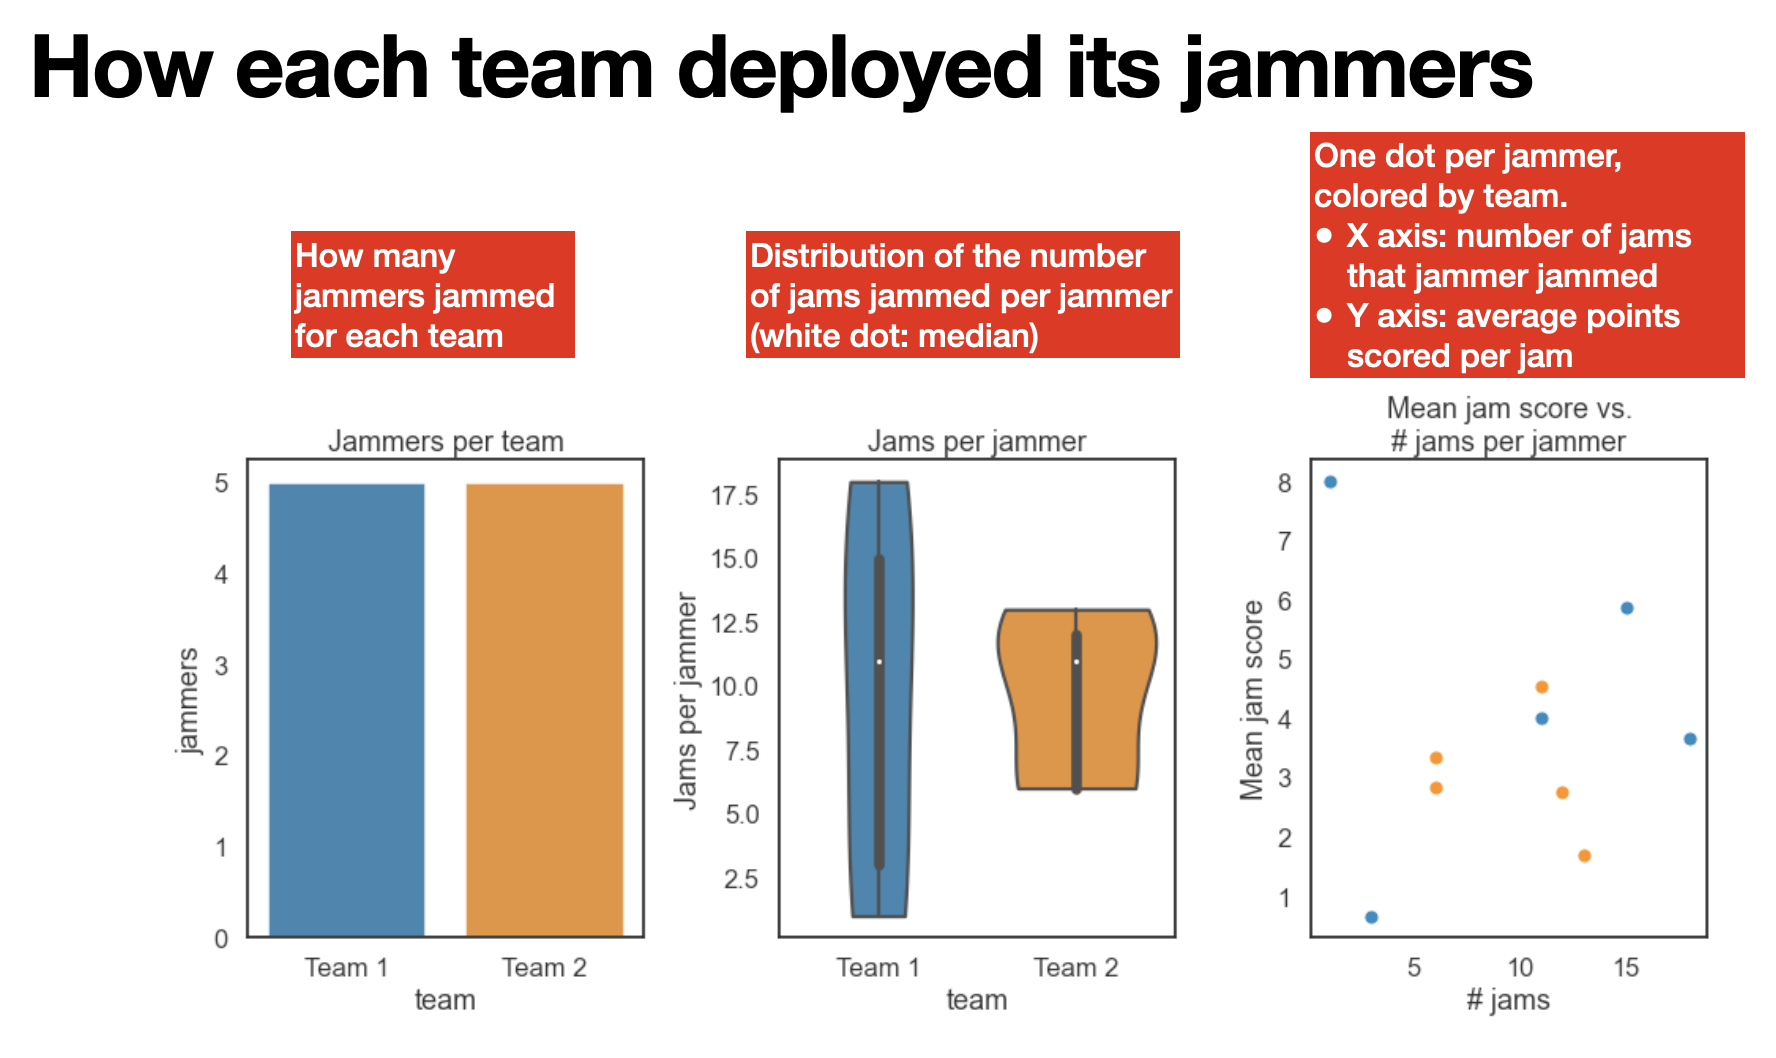 How each team deployed its jammers
How many
jammers jammed
for each team
Distribution of the number
of jams jammed per jammer
(white dot: median)
One dot per jammer,
colored by team.
• X axis: number of jams
that jammer jammed
• Y axis: average points
scored per jam
Jammers per team
5
4
3
2
1
0
jammers
Team 1
Team 2
team
Jams per jammer
17.5
15.0
12.5
10.0
7.5
5.0
2.5
Jams per jammer
Team 1
Team 2
team
Mean jam score vs.
# jams per jammer
8
7
6
5
4
3
2
1
Mean jam score
5
10
15
# jams